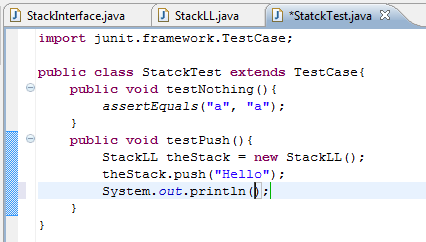 StackInterface.java StackLL.java *StatckTest.java
import junit.framework.TestCase;
public class StatckTest extends TestCase{
public void testNothing(){
assertEquals("a", "a");
}
public void testPush(){
StackLL theStack = new StackLL();
theStack.push("Hello");
System.out.println();
}
}